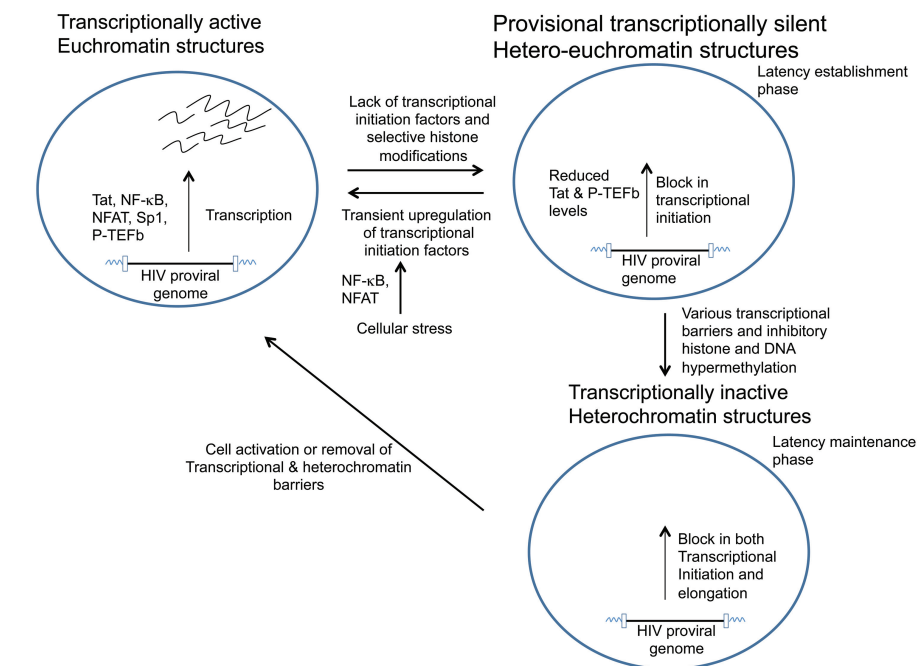 Transcriptionally active
Euchromatin structures
Provisional transcriptionally silent
Hetero-euchromatin structures
Latency establishment
phase
Lack of transcriptional
initiation factors and
selective histone
modifications
Tat, NF-κB,
NFAT, Sp1,
P-TEFb
Transcription
HIV proviral
genome
Transient upregulation
of transcriptional
initiation factors
NF-κB,
NFAT
Cellular stress
Reduced
Tat & P-TEFb
levels
Block in
transcriptional
initiation
HIV proviral
genome
Various transcriptional
barriers and inhibitory
histone and DNA
hypermethylation
Transcriptionally inactive
Heterochromatin structures
Latency maintenance
phase
Cell activation or removal of
Transcriptional & heterochromatin
barriers
Block in both
Transcriptional
Initiation and
elongation
HIV proviral
genome